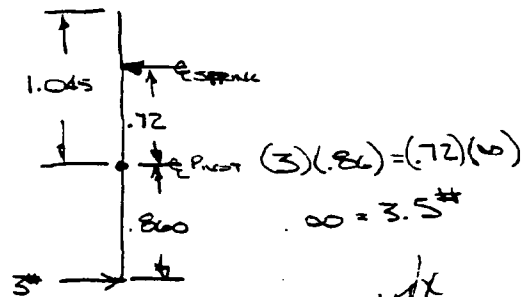 1.045
℄ SPRING
.72
℄ PIVOT (3)(.86) = (.72)(∞)
.860
∞ = 3.5#
3#